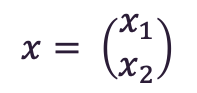 x = (x₁
x₂)